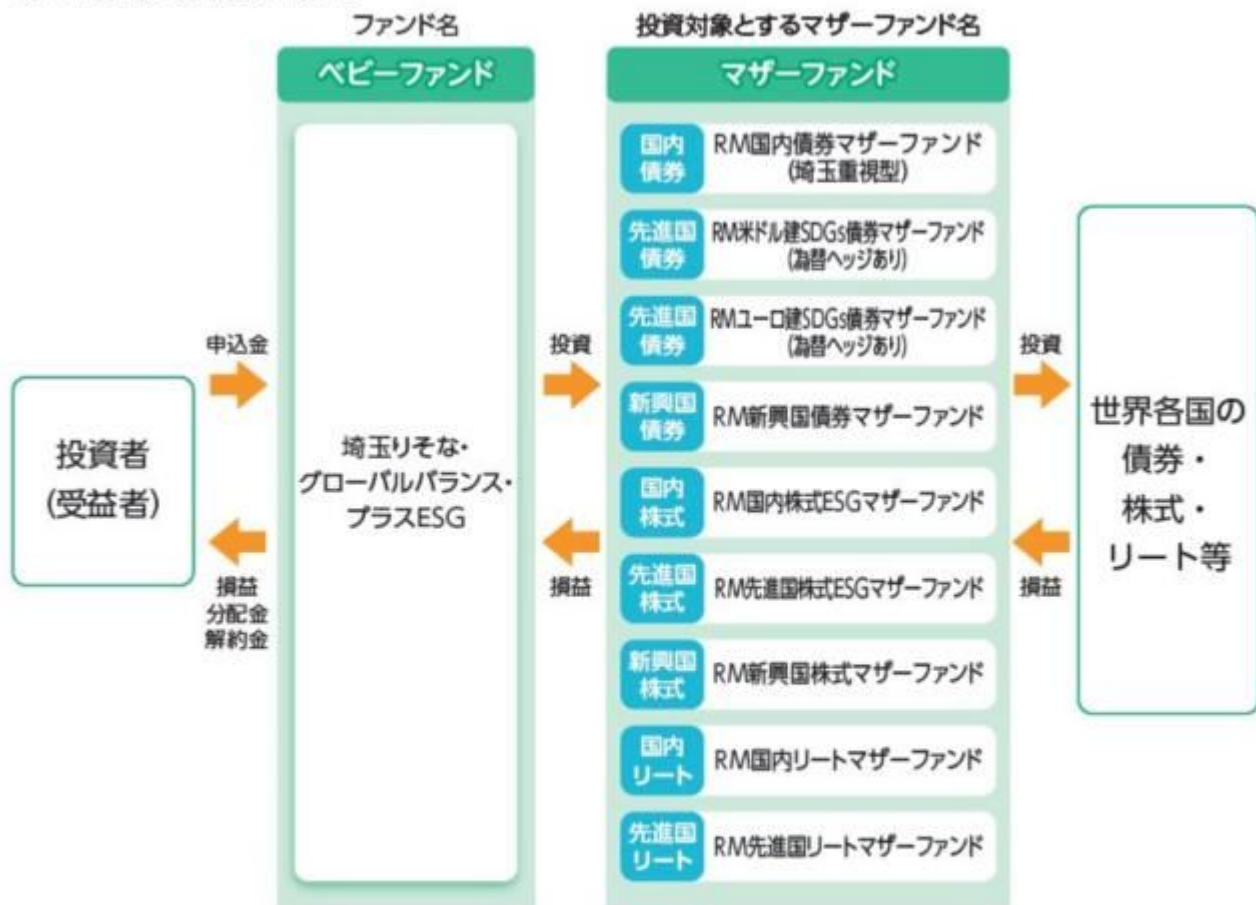 ファンド名
投資対象とするマザーファンド名
ベビーファンド
マザーファンド
投資者
(受益者)
申込金
損益
分配金
解約金
埼玉りそな・
グローバルバランス・
プラスESG
投資
損益
国内
債券
RM国内債券マザーファンド
(埼玉重視型)
先進国
債券
RM米ドル建SDGs債券マザーファンド
(為替ヘッジあり)
先進国
債券
RMユーロ建SDGs債券マザーファンド
(為替ヘッジあり)
新興国
債券
RM新興国債券マザーファンド
国内
株式
RM国内株式ESGマザーファンド
先進国
株式
RM先進国株式ESGマザーファンド
新興国
株式
RM新興国株式マザーファンド
国内
リート
RM国内リートマザーファンド
先進国
リート
RM先進国リートマザーファンド
投資
損益
世界各国の
債券・
株式・
リート等